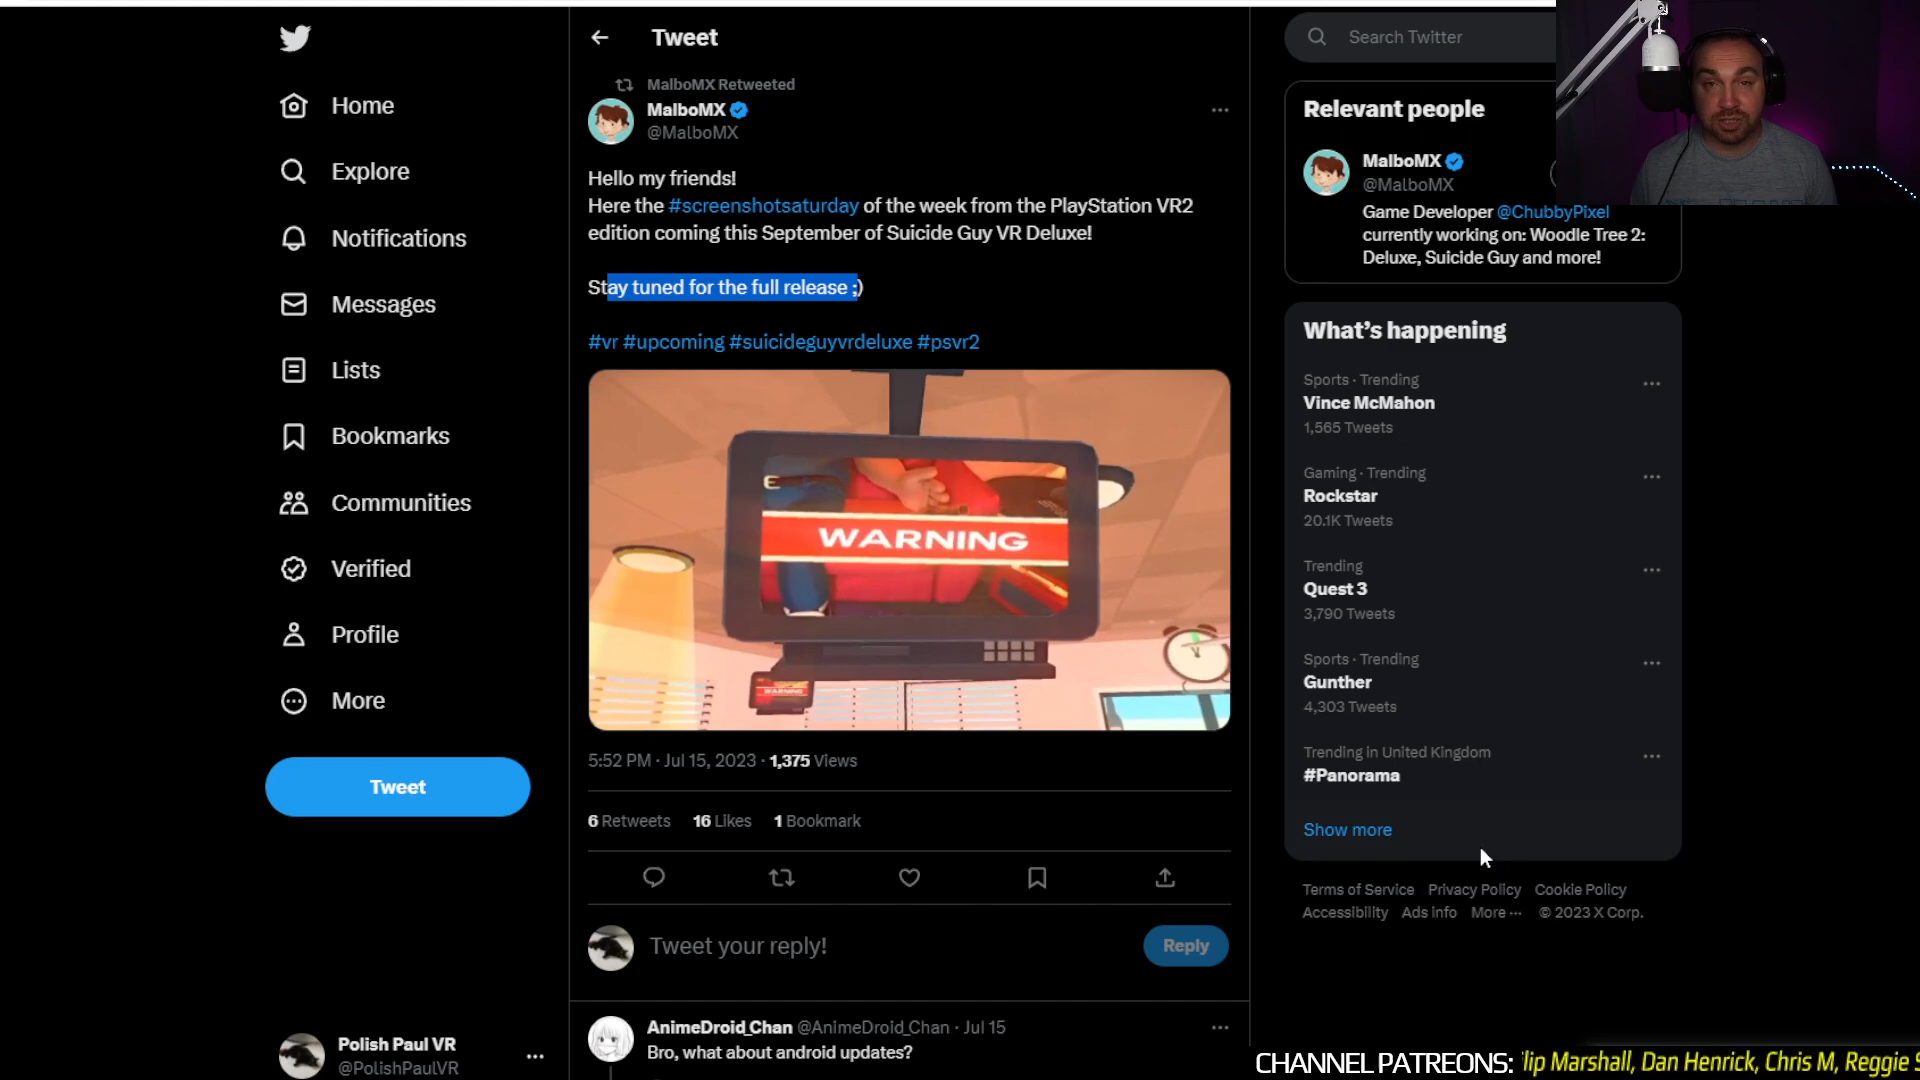 Home
Explore
Notifications
Messages
Lists
Bookmarks
Communities
Verified
Profile
More
Tweet
Polish Paul VR
@PolishPaulVR
Tweet
MalboMX Retweeted
MalboMX
@MalboMX
Hello my friends!
Here the #screenshotsaturday of the week from the PlayStation VR2
edition coming this September of Suicide Guy VR Deluxe!
Stay tuned for the full release ;)
#vr #upcoming #suicideguyvrdeluxe #psvr2
WARNING
WARNING
5:52 PM · Jul 15, 2023 · 1,375 Views
6 Retweets 16 Likes 1 Bookmark
Tweet your reply!
Reply
AnimeDroid_Chan @AnimeDroid_Chan · Jul 15
Bro, what about android updates?
Search Twitter
Relevant people
MalboMX
@MalboMX
Game Developer @ChubbyPixel
currently working on: Woodle Tree 2:
Deluxe, Suicide Guy and more!
What's happening
Sports · Trending
Vince McMahon
1,565 Tweets
Gaming · Trending
Rockstar
20.1K Tweets
Trending
Quest 3
3,790 Tweets
Sports · Trending
Gunther
4,303 Tweets
Trending in United Kingdom
#Panorama
Show more
Terms of Service Privacy Policy Cookie Policy
Accessibility Ads info More ··· © 2023 X Corp.
CHANNEL PATREONS: lip Marshall, Dan Henrick, Chris M, Reggie